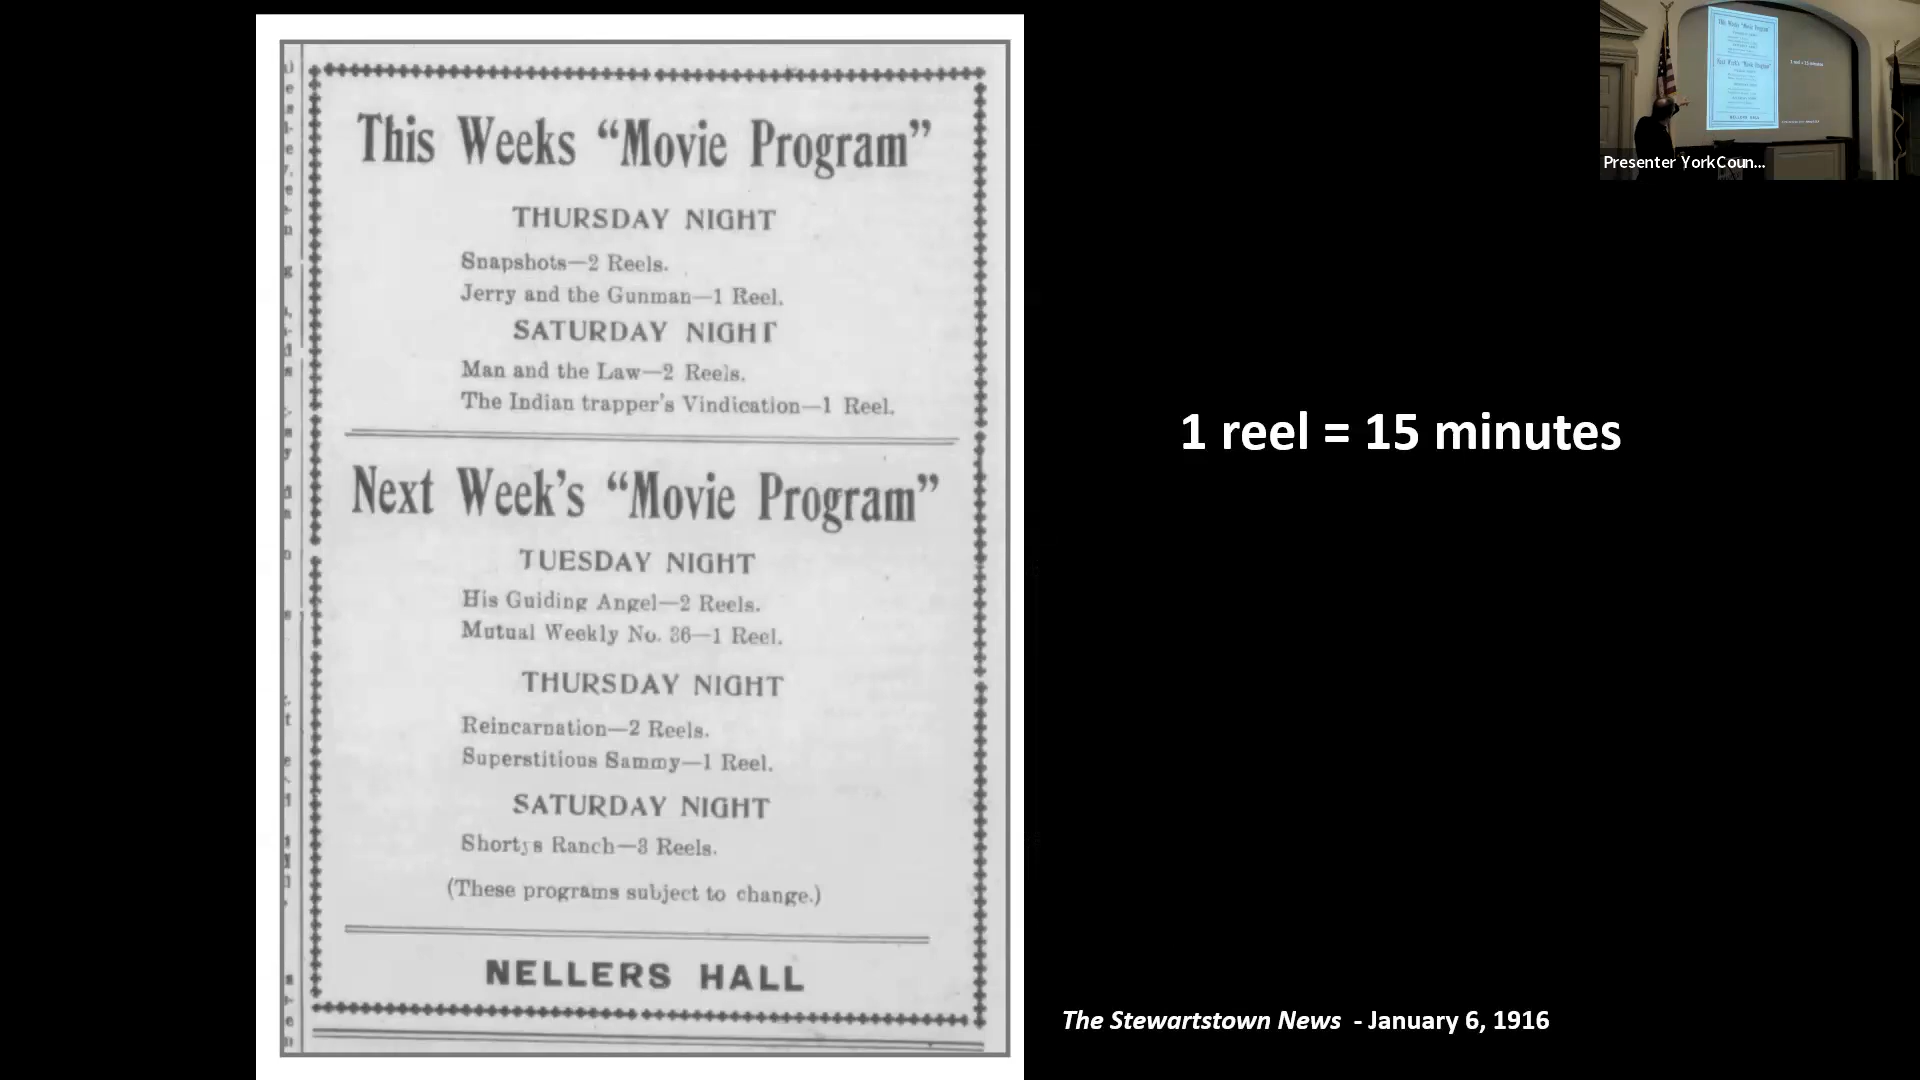 This Weeks “Movie Program”
THURSDAY NIGHT
Snapshots—2 Reels.
Jerry and the Gunman—1 Reel.
SATURDAY NIGHT
Man and the Law—2 Reels.
The Indian trapper's Vindication—1 Reel.
Next Week's “Movie Program”
TUESDAY NIGHT
His Guiding Angel—2 Reels.
Mutual Weekly No. 36—1 Reel.
THURSDAY NIGHT
Reincarnation—2 Reels.
Superstitious Sammy—1 Reel.
SATURDAY NIGHT
Shortys Ranch—3 Reels.
(These programs subject to change.)
NELLERS HALL
1 reel = 15 minutes
The Stewartstown News - January 6, 1916
Presenter YorkCoun...